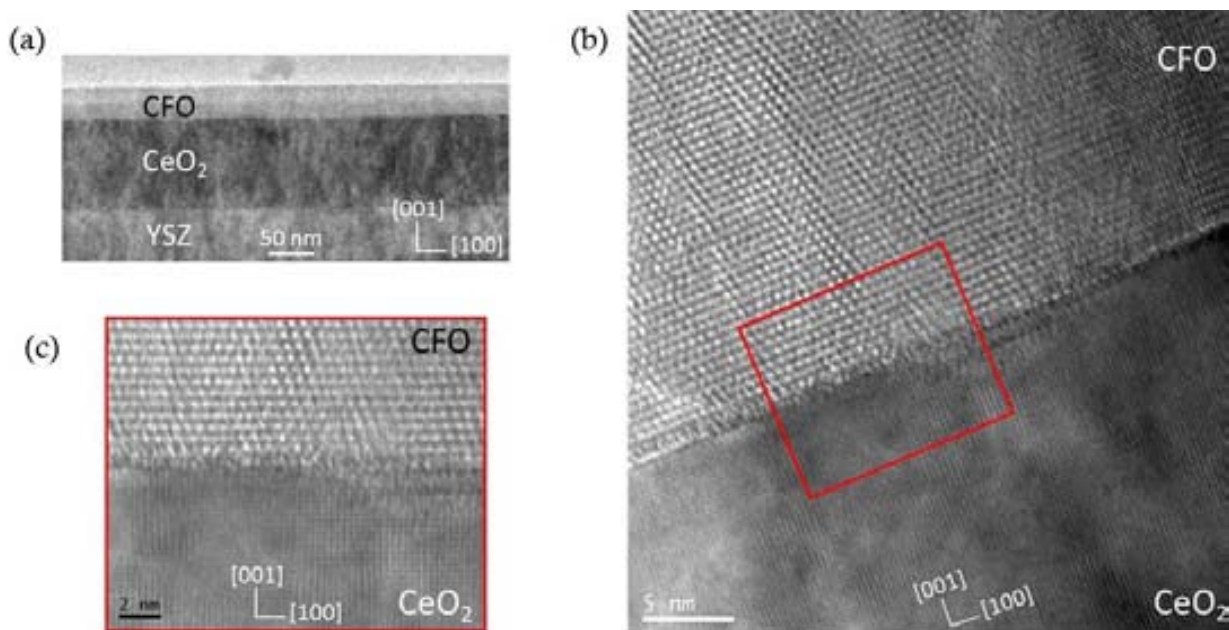 (a)
CFO
CeO₂
[001]
YSZ
50 nm
[100]
(b)
CFO
[001]
[100]
5 nm
CeO₂
(c)
CFO
[001]
2 nm
[100]
CeO₂